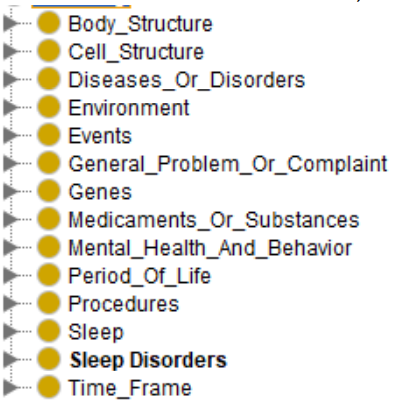 Body_Structure
Cell_Structure
Diseases_Or_Disorders
Environment
Events
General_Problem_Or_Complaint
Genes
Medicaments_Or_Substances
Mental_Health_And_Behavior
Period_Of_Life
Procedures
Sleep
Sleep Disorders
Time_Frame